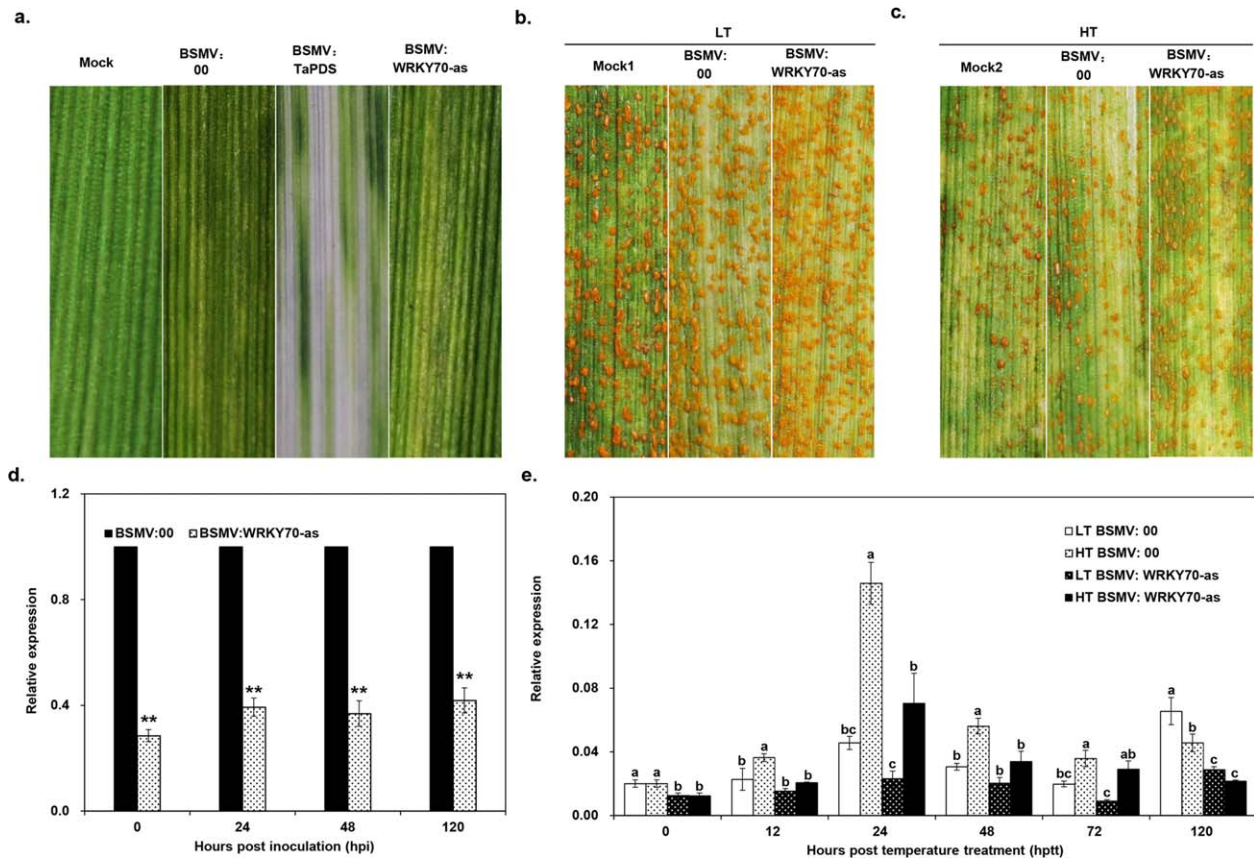 a.
Mock
BSMV：
00
BSMV：
TaPDS
BSMV:
WRKY70-as
b.
LT
Mock1
BSMV:
00
BSMV:
WRKY70-as
c.
HT
Mock2
BSMV:
00
BSMV：
WRKY70-as
d.
Relative expression
1.2
0.8
0.4
0.0
BSMV:00
BSMV:WRKY70-as
**
**
**
**
0 24 48 120
Hours post inoculation (hpi)
e.
Relative expression
0.20
0.16
0.12
0.08
0.04
0.00
LT BSMV: 00
HT BSMV: 00
LT BSMV: WRKY70-as
HT BSMV: WRKY70-as
a a b b
b a b b
bc a c b
b a b b
bc a c ab
a b c c
0 12 24 48 72 120
Hours post temperature treatment (hptt)